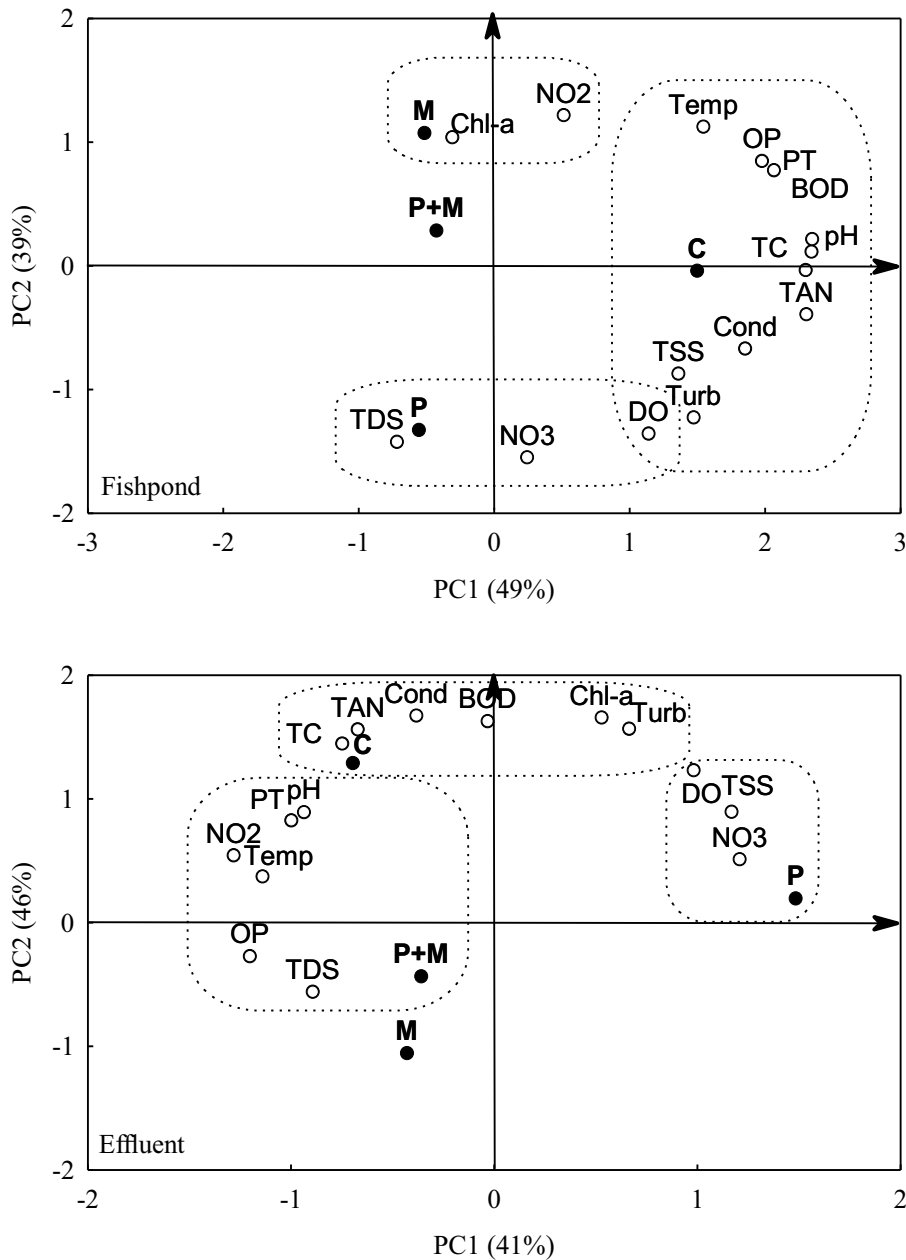 2
NO2
M
Chl-a
Temp
OP
PT
BOD
1
P+M
C
TC
pH
0
TAN
Cond
TSS
Turb
-1
TDS
P
NO3
DO
Fishpond
-2
-3
-2
-1
0
1
2
3
PC1 (49%)
PC2 (39%)
2
Cond
BOD
Chl-a
Turb
TAN
TC
C
1
PT
pH
DO
TSS
NO2
Temp
NO3
P
0
OP
TDS
P+M
M
-1
Effluent
-2
-2
-1
0
1
2
PC1 (41%)
PC2 (46%)